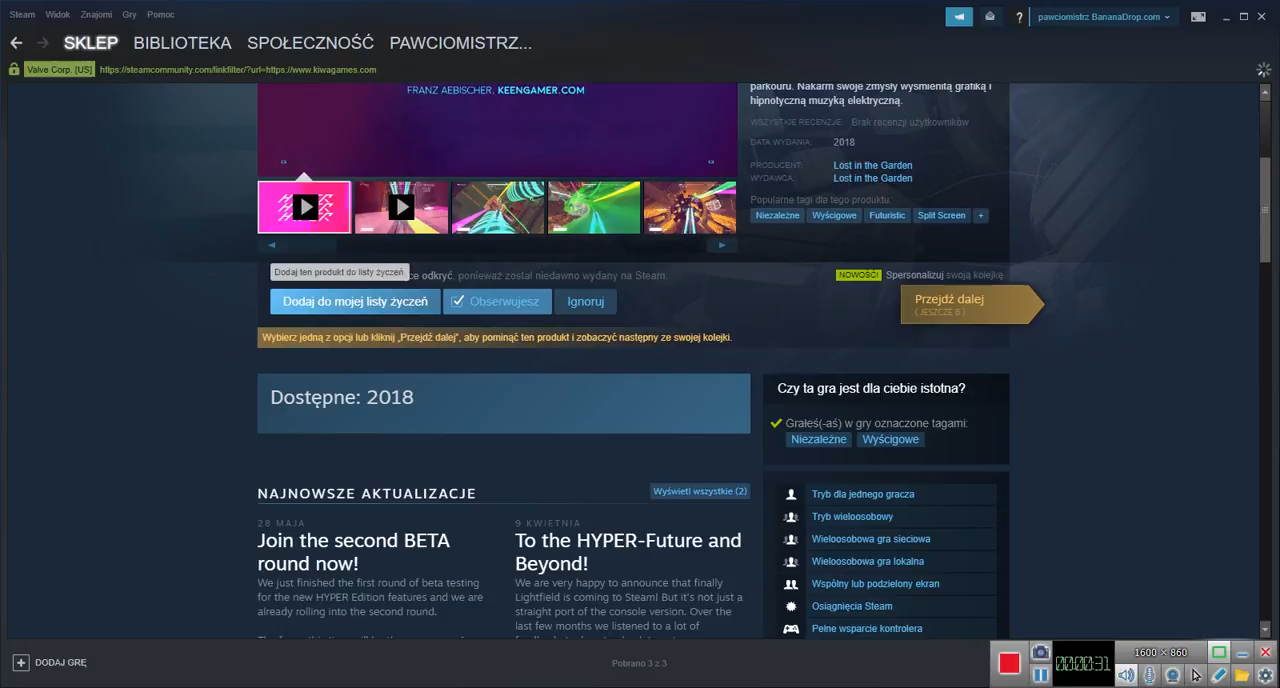 Steam Widok Znajomi Gry Pomoc
? pawciomistrz BananaDrop.com
SKLEP BIBLIOTEKA SPOŁECZNOŚĆ PAWCIOMISTRZ...
Valve Corp. [US] https://steamcommunity.com/linkfilter/?url=https://www.kiwagames.com
FRANZ AEBISCHER, KEENGAMER.COM
parkouru. Nakarm swoje zmysły wyśmienitą grafiką i
hipnotyczną muzyką elektryczną.
WSZYSTKIE RECENZJE: Brak recenzji użytkowników
DATA WYDANIA: 2018
PRODUCENT: Lost in the Garden
WYDAWCA: Lost in the Garden
Popularne tagi dla tego produktu:
Niezależne Wyścigowe Futuristic Split Screen +
Dodaj ten produkt do listy życzeń
odkryć, ponieważ został niedawno wydany na Steam.
Dodaj do mojej listy życzeń Obserwujesz Ignoruj
NOWOŚĆ! Spersonalizuj swoją kolejkę
Przejdź dalej
( JESZCZE 8 )
Wybierz jedną z opcji lub kliknij „Przejdź dalej”, aby pominąć ten produkt i zobaczyć następny ze swojej kolejki.
Dostępne: 2018
Czy ta gra jest dla ciebie istotna?
Grałeś(-aś) w gry oznaczone tagami:
Niezależne Wyścigowe
NAJNOWSZE AKTUALIZACJE
Wyświetl wszystkie (2)
28 MAJA
Join the second BETA
round now!
We just finished the first round of beta testing
for the new HYPER Edition features and we are
already rolling into the second round.
9 KWIETNIA
To the HYPER-Future and
Beyond!
We are very happy to announce that finally
Lightfield is coming to Steam! But it's not just a
straight port of the console version. Over the
last few months we listened to a lot of
Tryb dla jednego gracza
Tryb wieloosobowy
Wieloosobowa gra sieciowa
Wieloosobowa gra lokalna
Wspólny lub podzielony ekran
Osiągnięcia Steam
Pełne wsparcie kontrolera
DODAJ GRĘ
Pobrano 3 z 3
00:00:31
1600 × 860